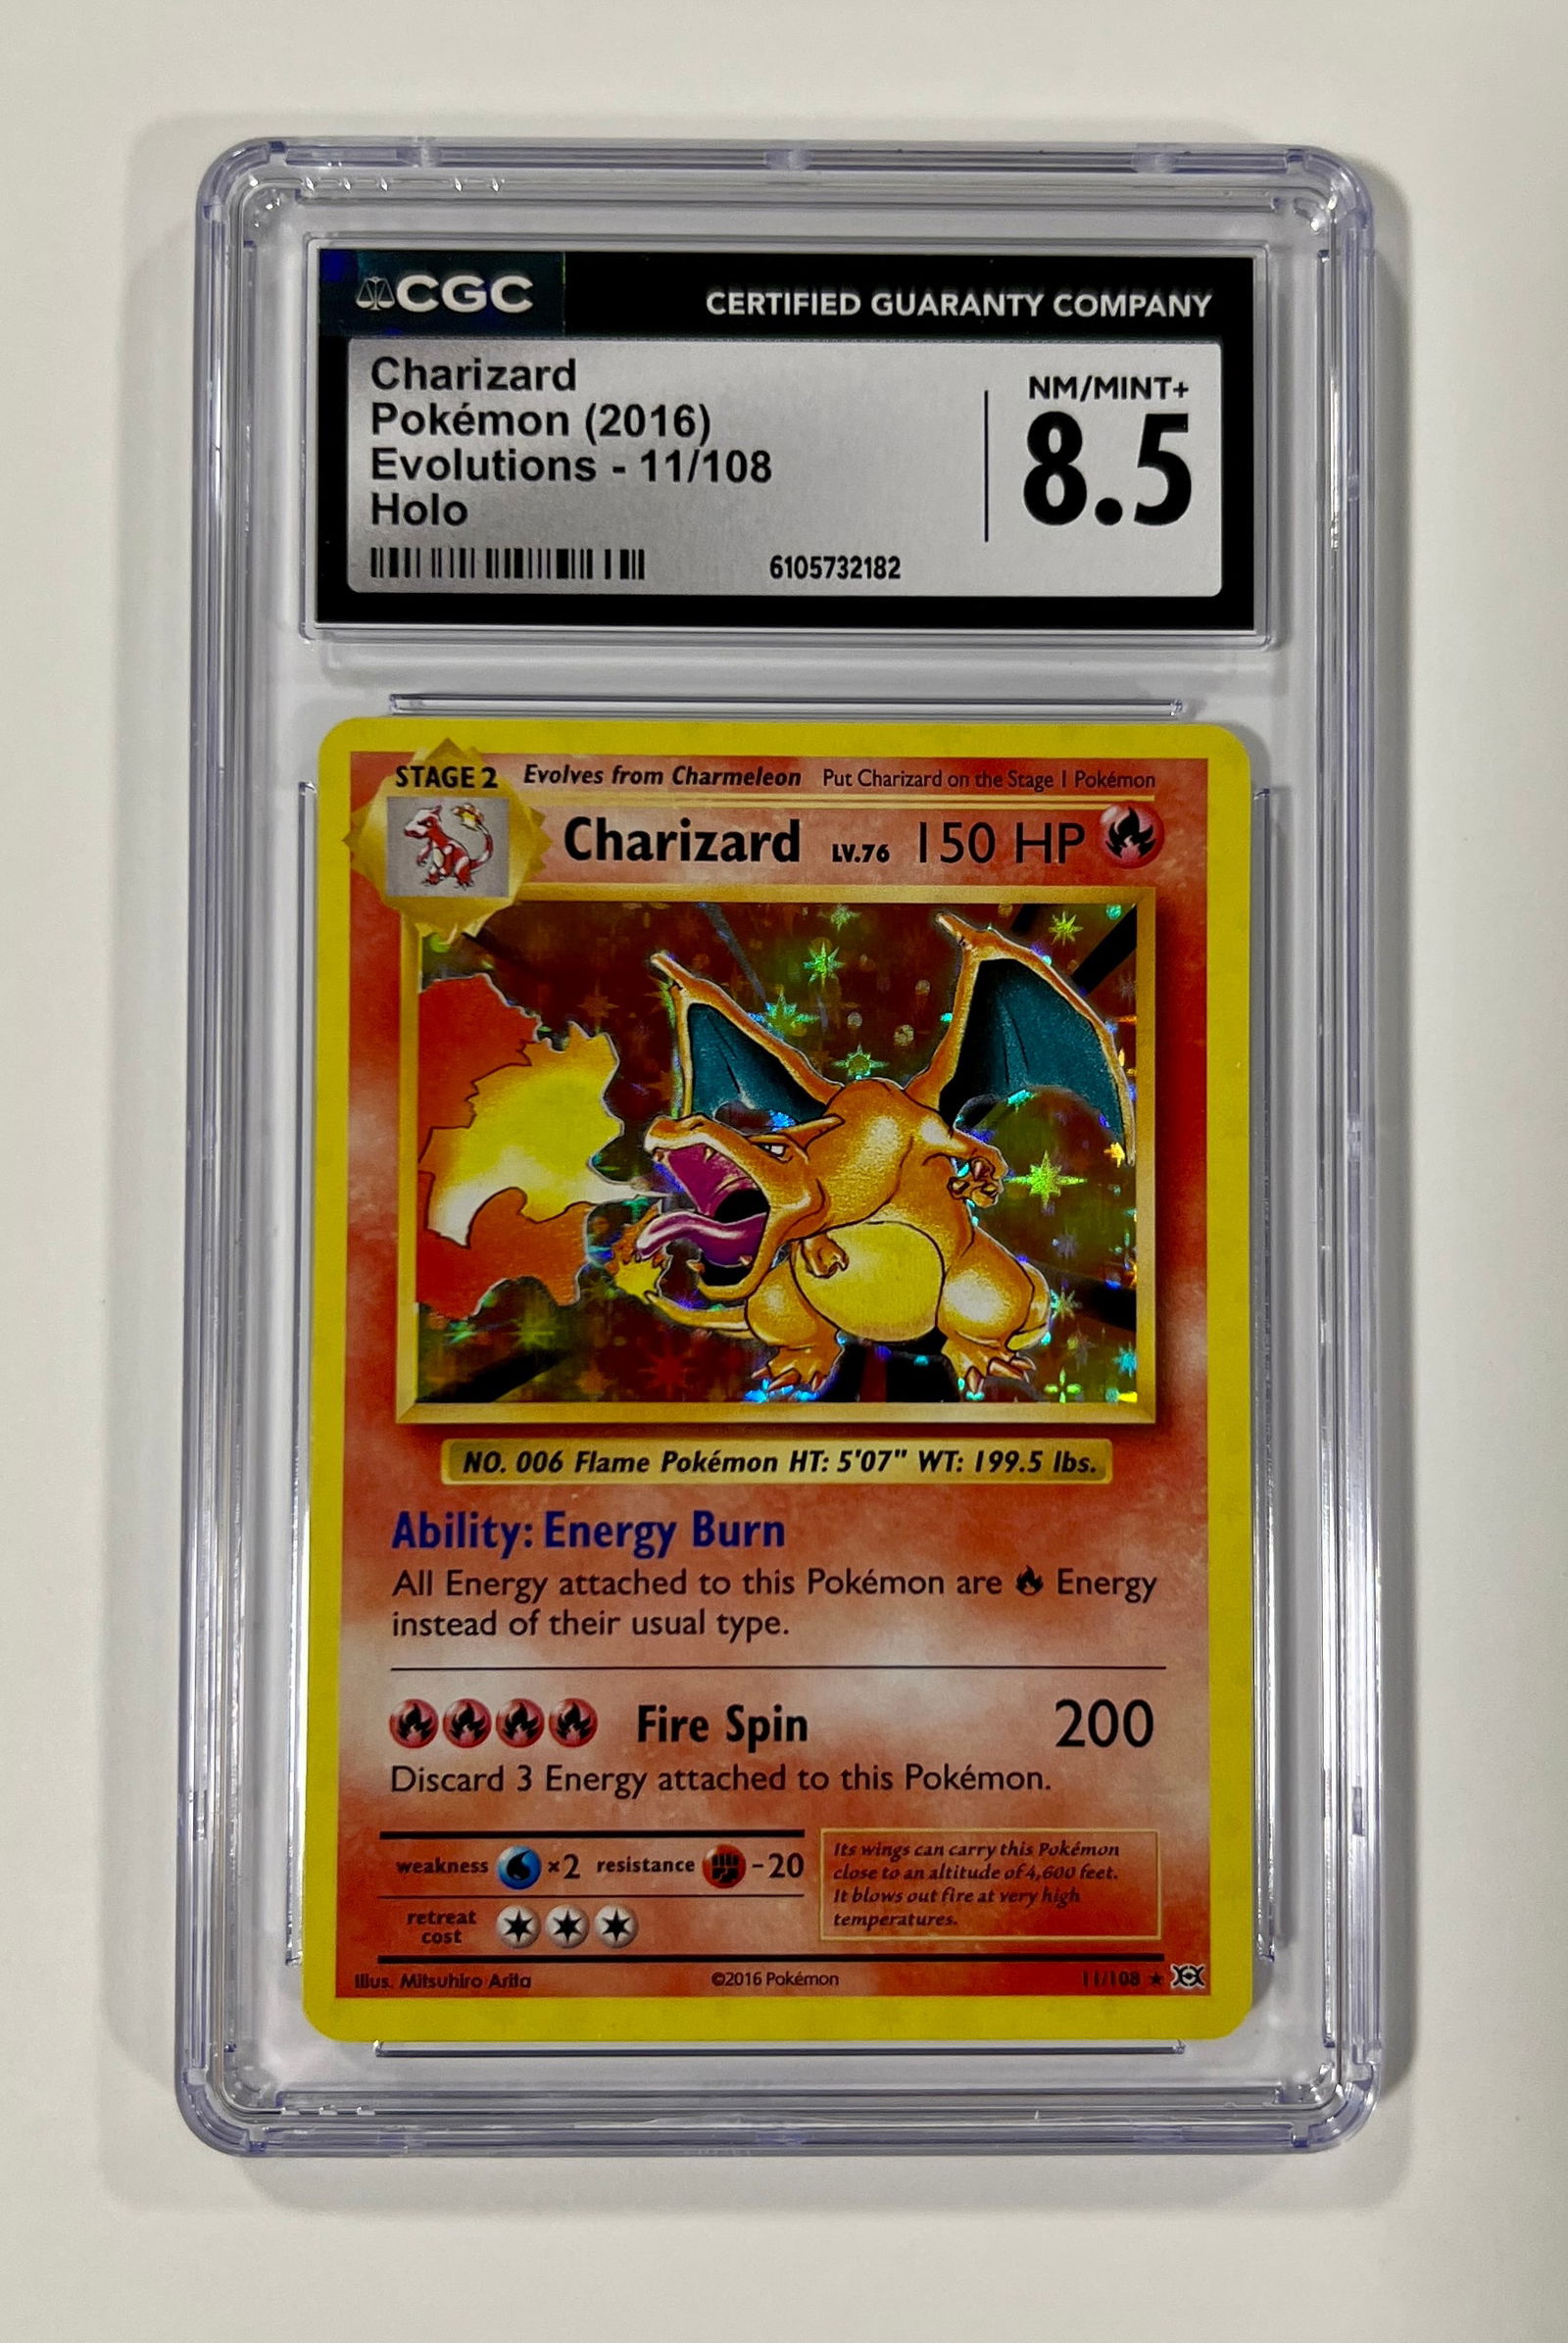 CGC
CERTIFIED GUARANTY COMPANY
Charizard
Pokémon (2016)
Evolutions - 11/108
Holo
NM/MINT+
8.5
6105732182
STAGE 2 Evolves from Charmeleon Put Charizard on the Stage 1 Pokémon
Charizard LV.76 150 HP
NO. 006 Flame Pokémon HT: 5'07" WT: 199.5 lbs.
Ability: Energy Burn
All Energy attached to this Pokémon are Energy
instead of their usual type.
Fire Spin 200
Discard 3 Energy attached to this Pokémon.
weakness ×2 resistance -20
retreat
cost
Its wings can carry this Pokémon
close to an altitude of 4,600 feet.
It blows out fire at very high
temperatures.
Illus. Mitsuhiro Arita ©2016 Pokémon 11/108 ★